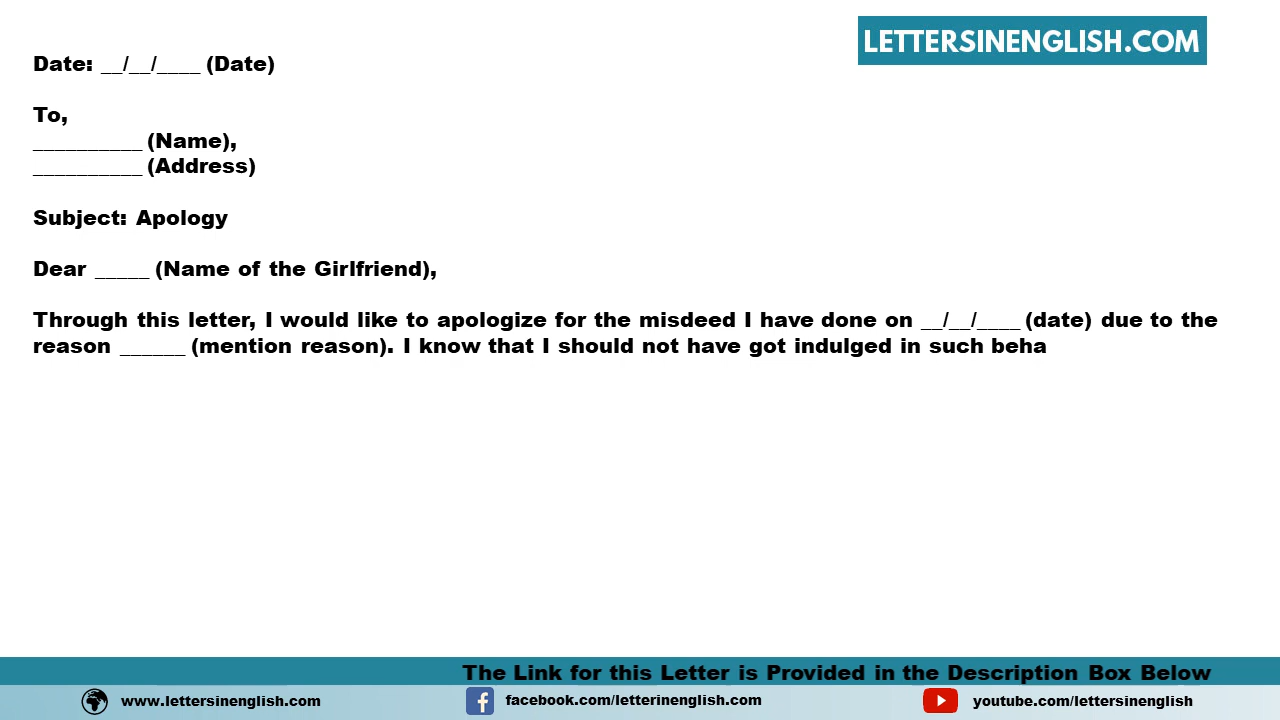 LETTERSINENGLISH.COM
Date: __/__/____ (Date)
To,
__________ (Name),
__________ (Address)
Subject: Apology
Dear _____ (Name of the Girlfriend),
Through this letter, I would like to apologize for the misdeed I have done on __/__/____ (date) due to the
reason ______ (mention reason). I know that I should not have got indulged in such beha
The Link for this Letter is Provided in the Description Box Below
www.lettersinenglish.com
facebook.com/letterinenglish.com
youtube.com/lettersinenglish